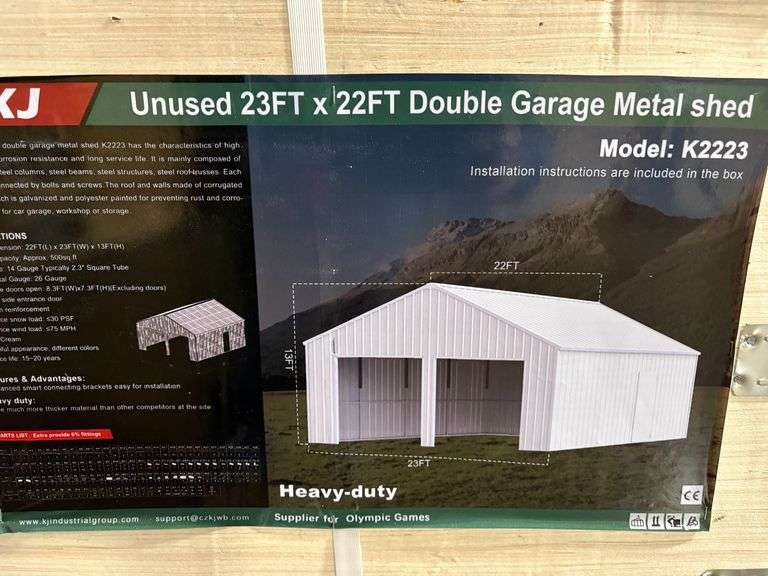 KJ
Unused 23FT x 22FT Double Garage Metal shed
Model: K2223
Installation instructions are included in the box
double garage metal shed K2223 has the characteristics of high
rrosion resistance and long service life. It is mainly composed of
teel columns, steel beams, steel structures, steel roof-trusses. Each
nnected by bolts and screws.The roof and walls made of corrugated
ch is galvanized and polyester painted for preventing rust and corro-
for car garage, workshop or storage.
TIONS
ension: 22FT(L) x 23FT(W) x 13FT(H)
pacity: Approx. 500sq ft
e: 14 Gauge Typically 2.3" Square Tube
tal Gauge: 26 Gauge
e doors open: 8.3FT(W)x7.3FT(H)(Excluding doors)
side entrance door
n reinforcement
ce snow load: ≤30 PSF
nce wind load: ≤75 MPH
Cream
iful appearance, different colors
ce life: 15~20 years
ures & Advantages:
anced smart connecting brackets easy for installation
avy duty:
e much more thicker material than other competitors at the site
ARTS LIST: Extra provide 5% fittings
22FT
13FT
23FT
Heavy-duty
CE
www.kjindustrialgroup.com support@czkjwb.com Supplier for Olympic Games